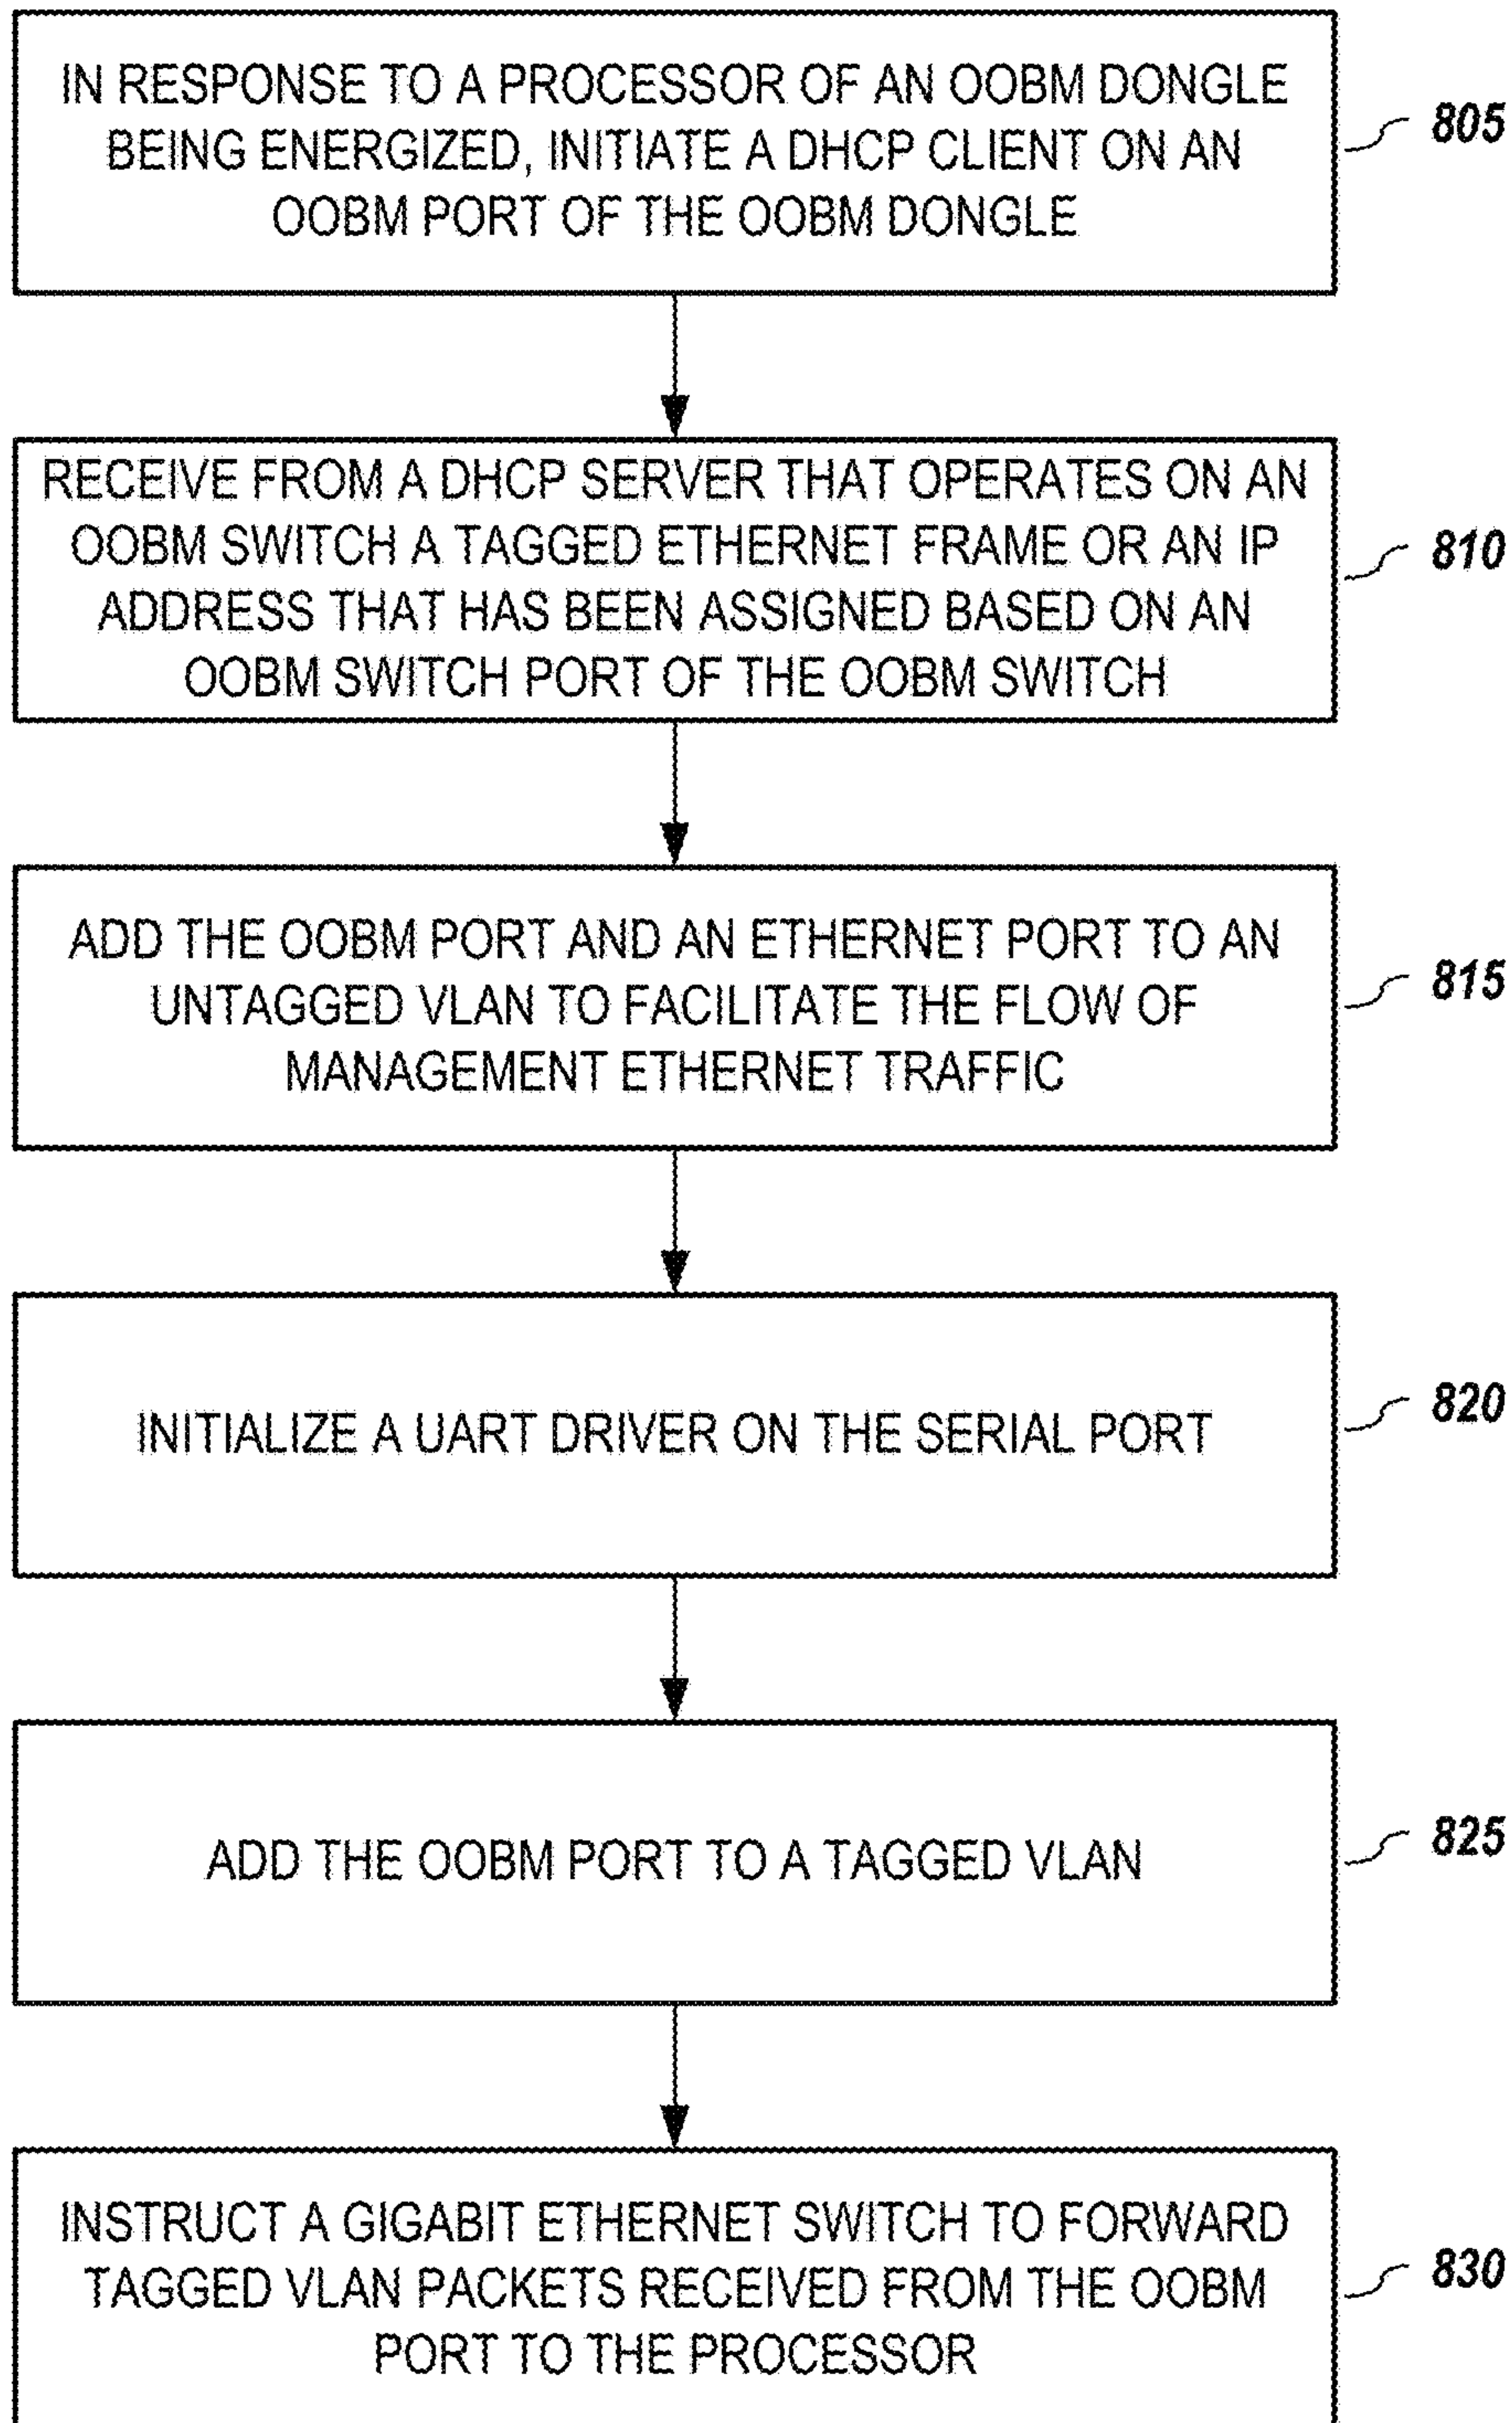 IN RESPONSE TO A PROCESSOR OF AN OOBM DONGLE
BEING ENERGIZED, INITIATE A DHCP CLIENT ON AN
OOBM PORT OF THE OOBM DONGLE
805
RECEIVE FROM A DHCP SERVER THAT OPERATES ON AN
OOBM SWITCH A TAGGED ETHERNET FRAME OR AN IP
ADDRESS THAT HAS BEEN ASSIGNED BASED ON AN
OOBM SWITCH PORT OF THE OOBM SWITCH
810
ADD THE OOBM PORT AND AN ETHERNET PORT TO AN
UNTAGGED VLAN TO FACILITATE THE FLOW OF
MANAGEMENT ETHERNET TRAFFIC
815
INITIALIZE A UART DRIVER ON THE SERIAL PORT
820
ADD THE OOBM PORT TO A TAGGED VLAN
825
INSTRUCT A GIGABIT ETHERNET SWITCH TO FORWARD
TAGGED VLAN PACKETS RECEIVED FROM THE OOBM
PORT TO THE PROCESSOR
830